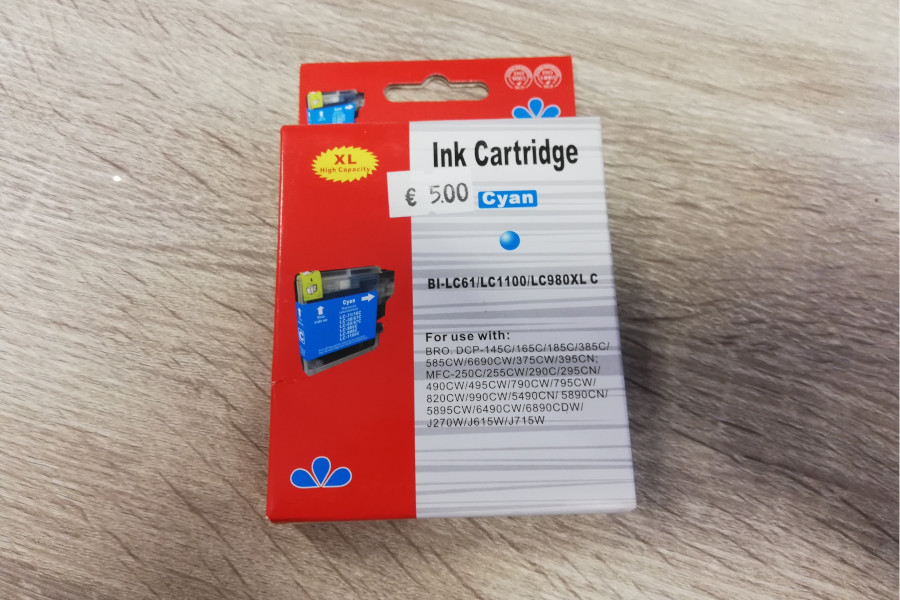 XL
High Capacity
Ink Cartridge
€ 5.00
Cyan
BI-LC61/LC1100/LC980XL C
Cyan
For use with:
BRO. DCP-145C/165C/185C/385C/
585CW/6690CW/375CW/395CN;
MFC-250C/255CW/290C/295CN/
490CW/495CW/790CW/795CW/
820CW/990CW/5490CN/ 5890CN/
5895CW/6490CW/6890CDW/
J270W/J615W/J715W